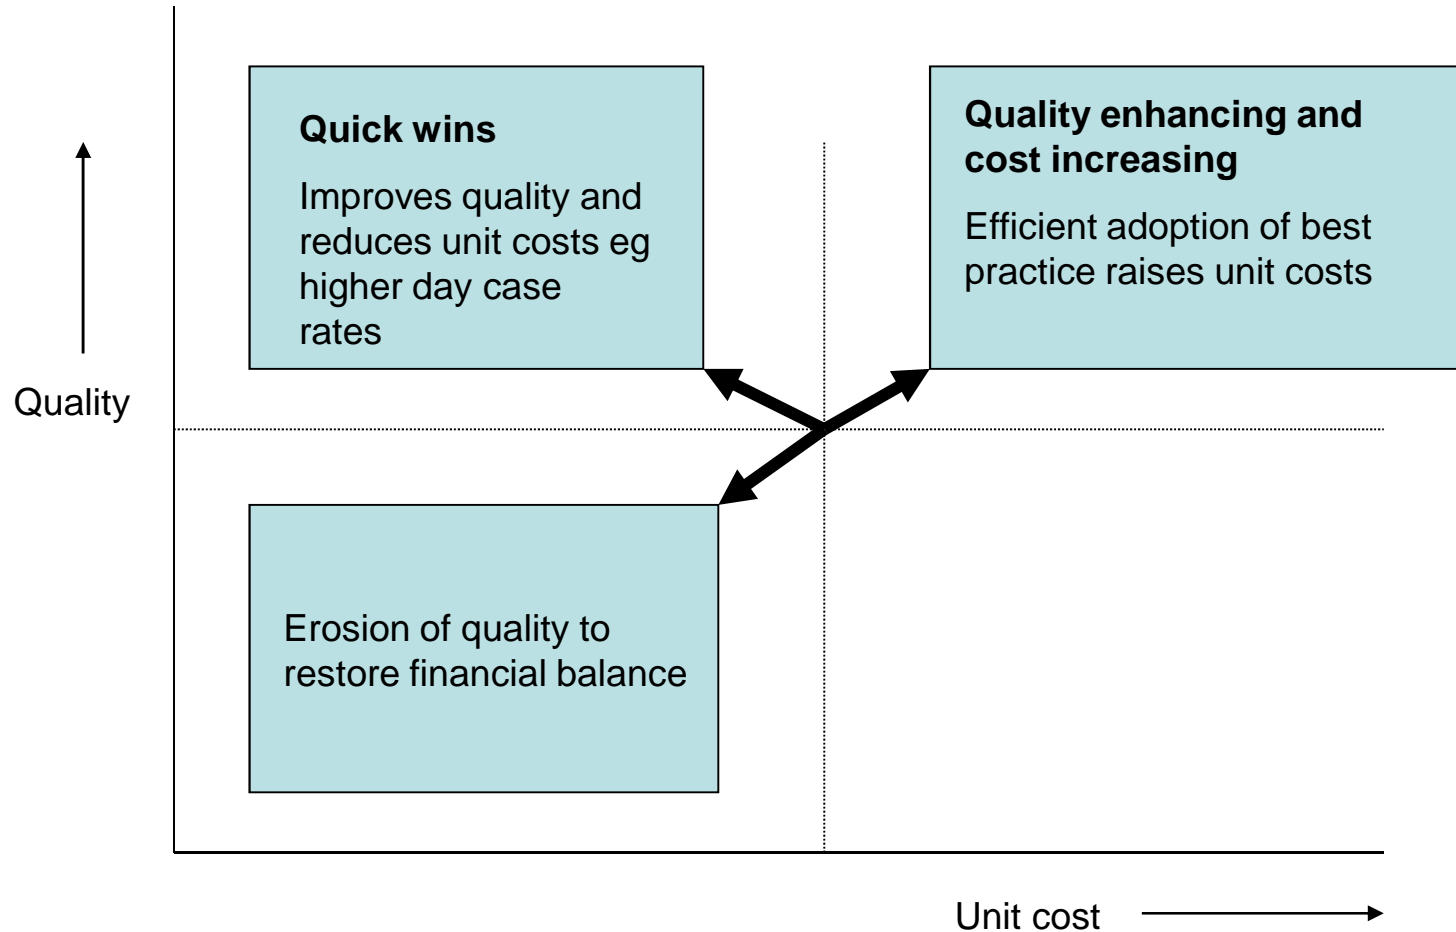 Quick wins
Improves quality and
reduces unit costs eg
higher day case
rates
Quality enhancing and
cost increasing
Efficient adoption of best
practice raises unit costs
Quality
Erosion of quality to
restore financial balance
Unit cost